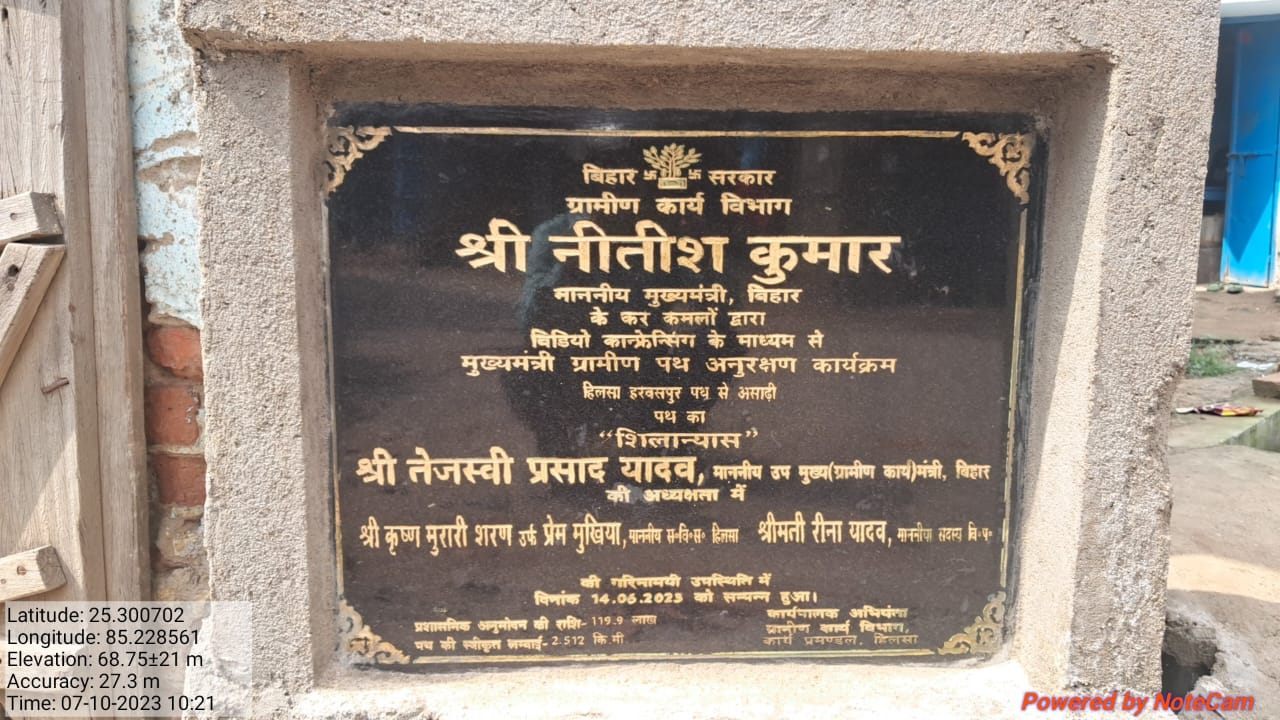 बिहार सरकार
ग्रामीण कार्य विभाग
श्री नीतीश कुमार
माननीय मुख्यमंत्री, बिहार
के कर कमलों द्वारा
विडियो कान्फ्रेन्सिंग के माध्यम से
मुख्यमंत्री ग्रामीण पथ अनुरक्षण कार्यक्रम
हिलसा इरवसपुर पथ से असाढ़ी
पथ का
“शिलान्यास”
श्री तेजस्वी प्रसाद यादव, माननीय उप मुख्य(ग्रामीण कार्य)मंत्री, बिहार
की अध्यक्षता में
श्री कृष्ण मुरारी शरण उर्फ प्रेम मुखिया, माननीय स०वि०स० हिलसा श्रीमती रीना यादव, माननीया सदस्य वि०प०
की गरिनामयी उपस्थिति में
दिनांक 14.06.2023 को सम्पन्न हुआ।
प्रशासनिक अनुमोदन की राशि- 119.9 लाख
पथ की स्वीकृत लम्बाई- 2.512 कि.मी
कार्यपालक अभियंता
ग्रामीण कार्य विभाग,
कार्य प्रमण्डल, हिलसा
Latitude: 25.300702
Longitude: 85.228561
Elevation: 68.75±21 m
Accuracy: 27.3 m
Time: 07-10-2023 10:21
Powered by NoteCam